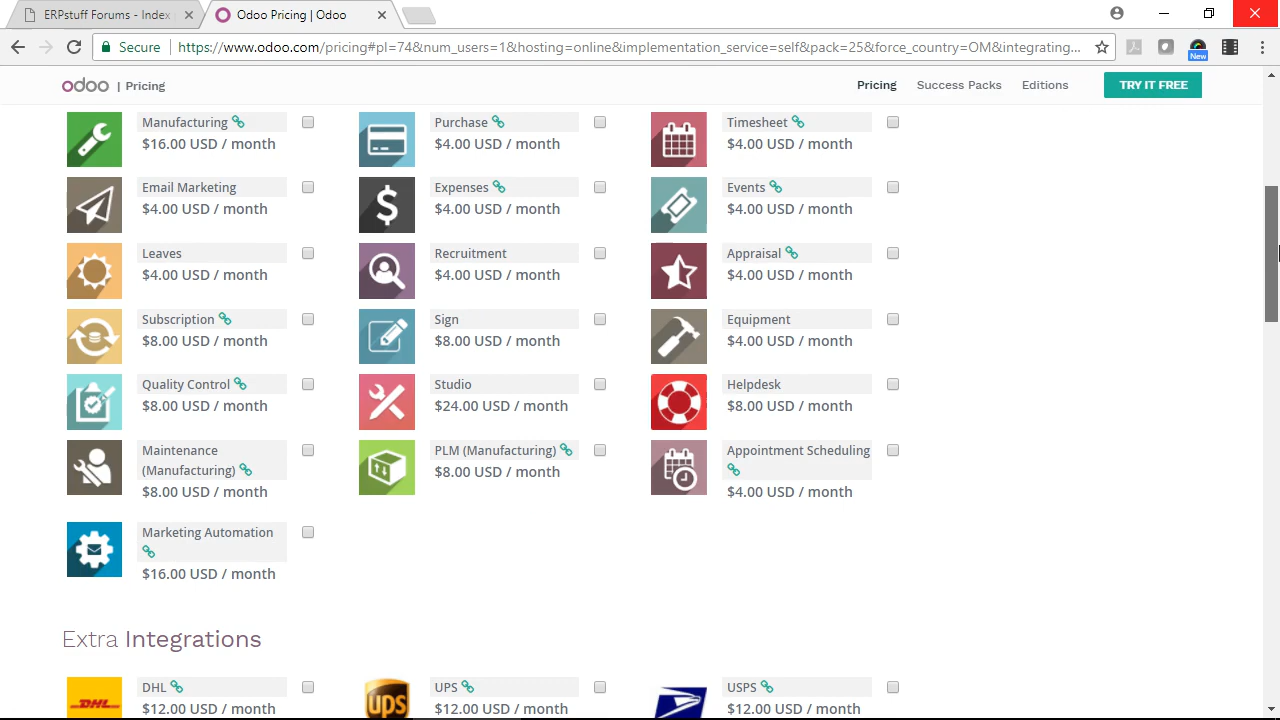 ERPstuff Forums - Index
Odoo Pricing | Odoo
Secure
https://www.odoo.com/pricing#pl=74&num_users=1&hosting=online&implementation_service=self&pack=25&force_country=OM&integrating...
New
odoo | Pricing
Pricing
Success Packs
Editions
TRY IT FREE
Manufacturing
$16.00 USD / month
Purchase
$4.00 USD / month
Timesheet
$4.00 USD / month
Email Marketing
$4.00 USD / month
Expenses
$4.00 USD / month
Events
$4.00 USD / month
Leaves
$4.00 USD / month
Recruitment
$4.00 USD / month
Appraisal
$4.00 USD / month
Subscription
$8.00 USD / month
Sign
$8.00 USD / month
Equipment
$4.00 USD / month
Quality Control
$8.00 USD / month
Studio
$24.00 USD / month
Helpdesk
$8.00 USD / month
Maintenance
(Manufacturing)
$8.00 USD / month
PLM (Manufacturing)
$8.00 USD / month
Appointment Scheduling
$4.00 USD / month
Marketing Automation
$16.00 USD / month
Extra Integrations
DHL
$12.00 USD / month
UPS
$12.00 USD / month
USPS
$12.00 USD / month
DHL
ups